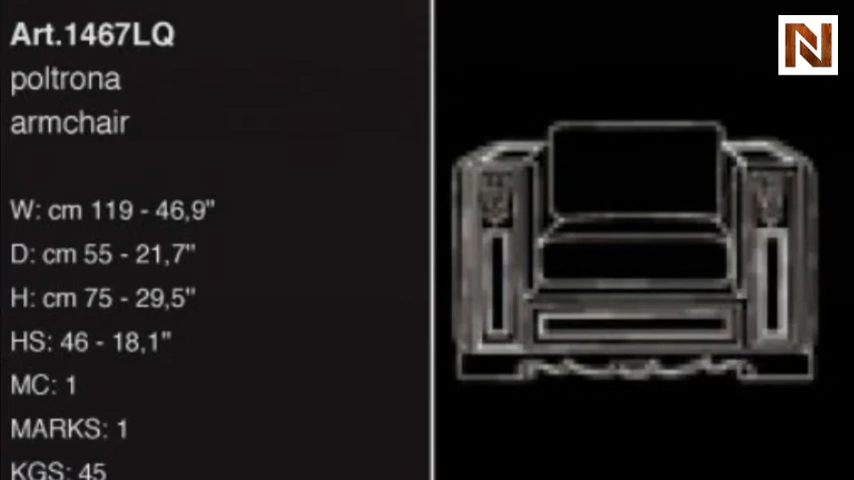 Art.1467LQ
poltrona
armchair
W: cm 119 - 46,9"
D: cm 55 - 21,7"
H: cm 75 - 29,5"
HS: 46 - 18,1"
MC: 1
MARKS: 1
KGS: 45
N